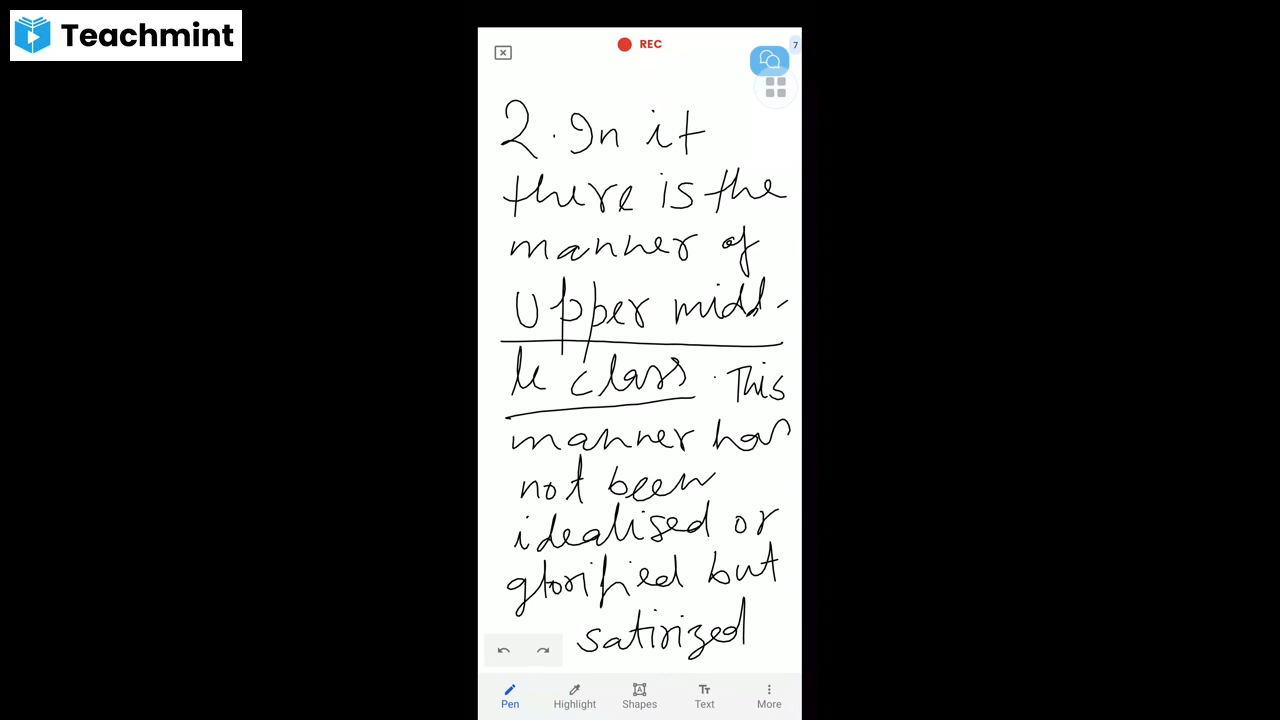 Teachmint
REC
7
2. In it
there is the
manner of
Upper midd-
le class. This
manner has
not been
idealised or
glorified but
satirized
Pen Highlight Shapes Text More